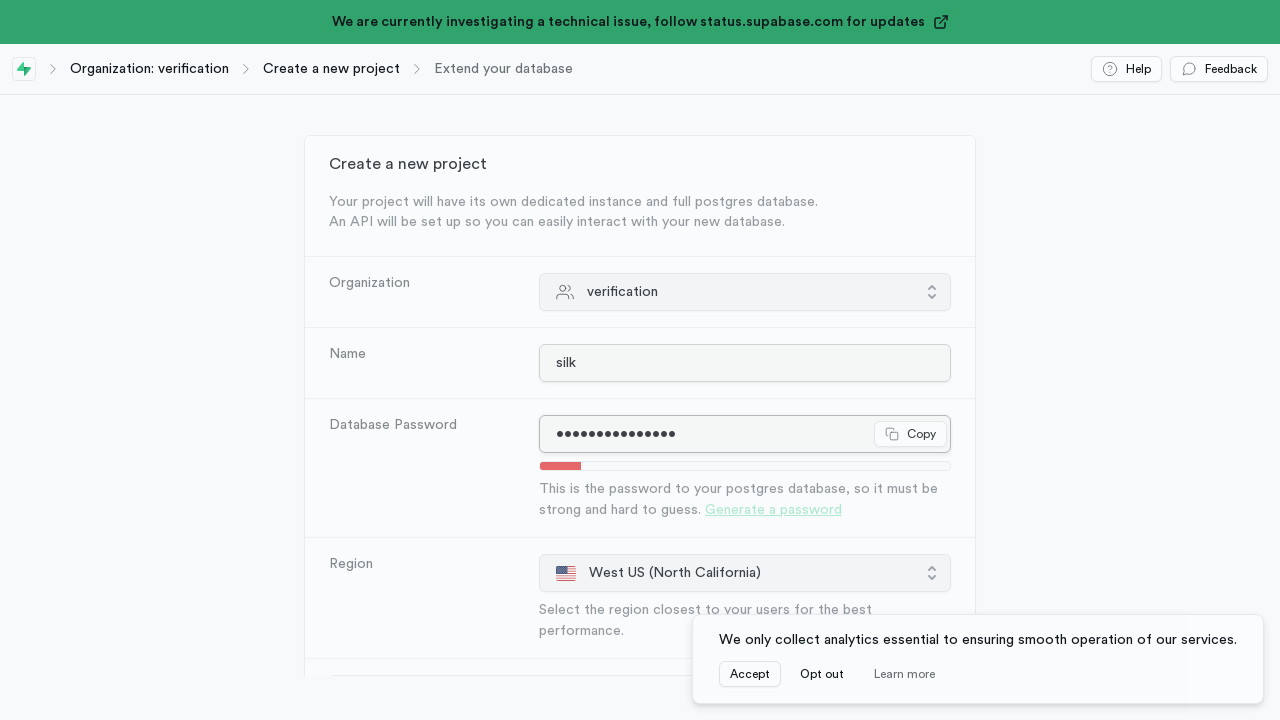 We are currently investigating a technical issue, follow status.supabase.com for updates
Organization: verification
Create a new project
Extend your database
Help
Feedback
Create a new project
Your project will have its own dedicated instance and full postgres database.
An API will be set up so you can easily interact with your new database.
Organization
verification
Name
silk
Database Password
•••••••••••••••
Copy
This is the password to your postgres database, so it must be
strong and hard to guess. Generate a password
Region
West US (North California)
Select the region closest to your users for the best
performance.
We only collect analytics essential to ensuring smooth operation of our services.
Accept
Opt out
Learn more